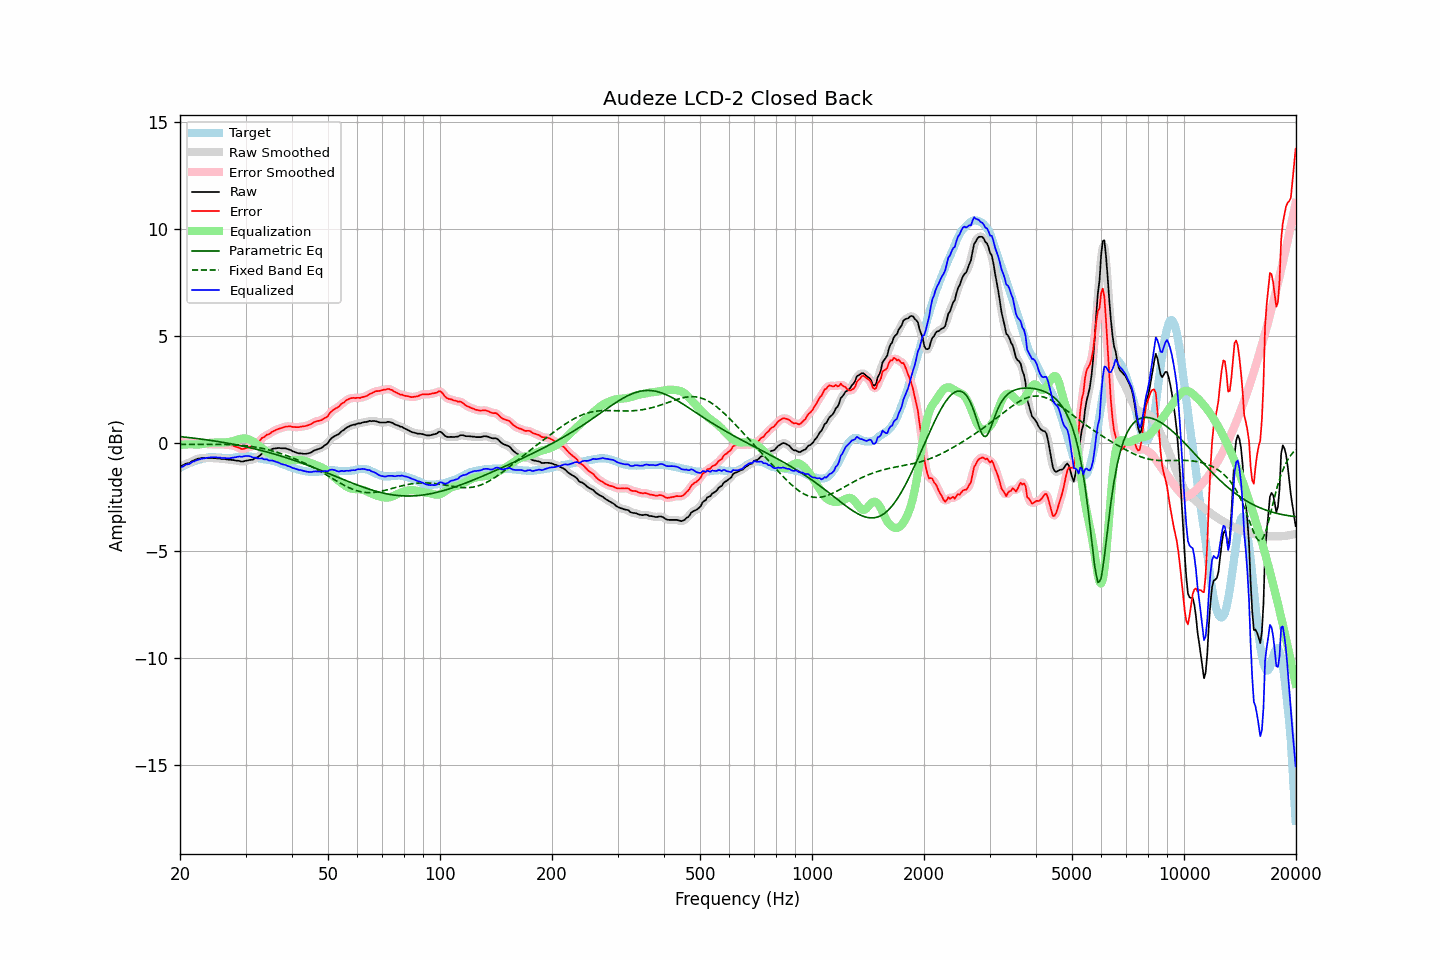 Audeze LCD-2 Closed Back
Amplitude (dBr)
15
10
5
0
−5
−10
−15
Target
Raw Smoothed
Error Smoothed
Raw
Error
Equalization
Parametric Eq
Fixed Band Eq
Equalized
20 50 100 200 500 1000 2000 5000 10000 20000
Frequency (Hz)